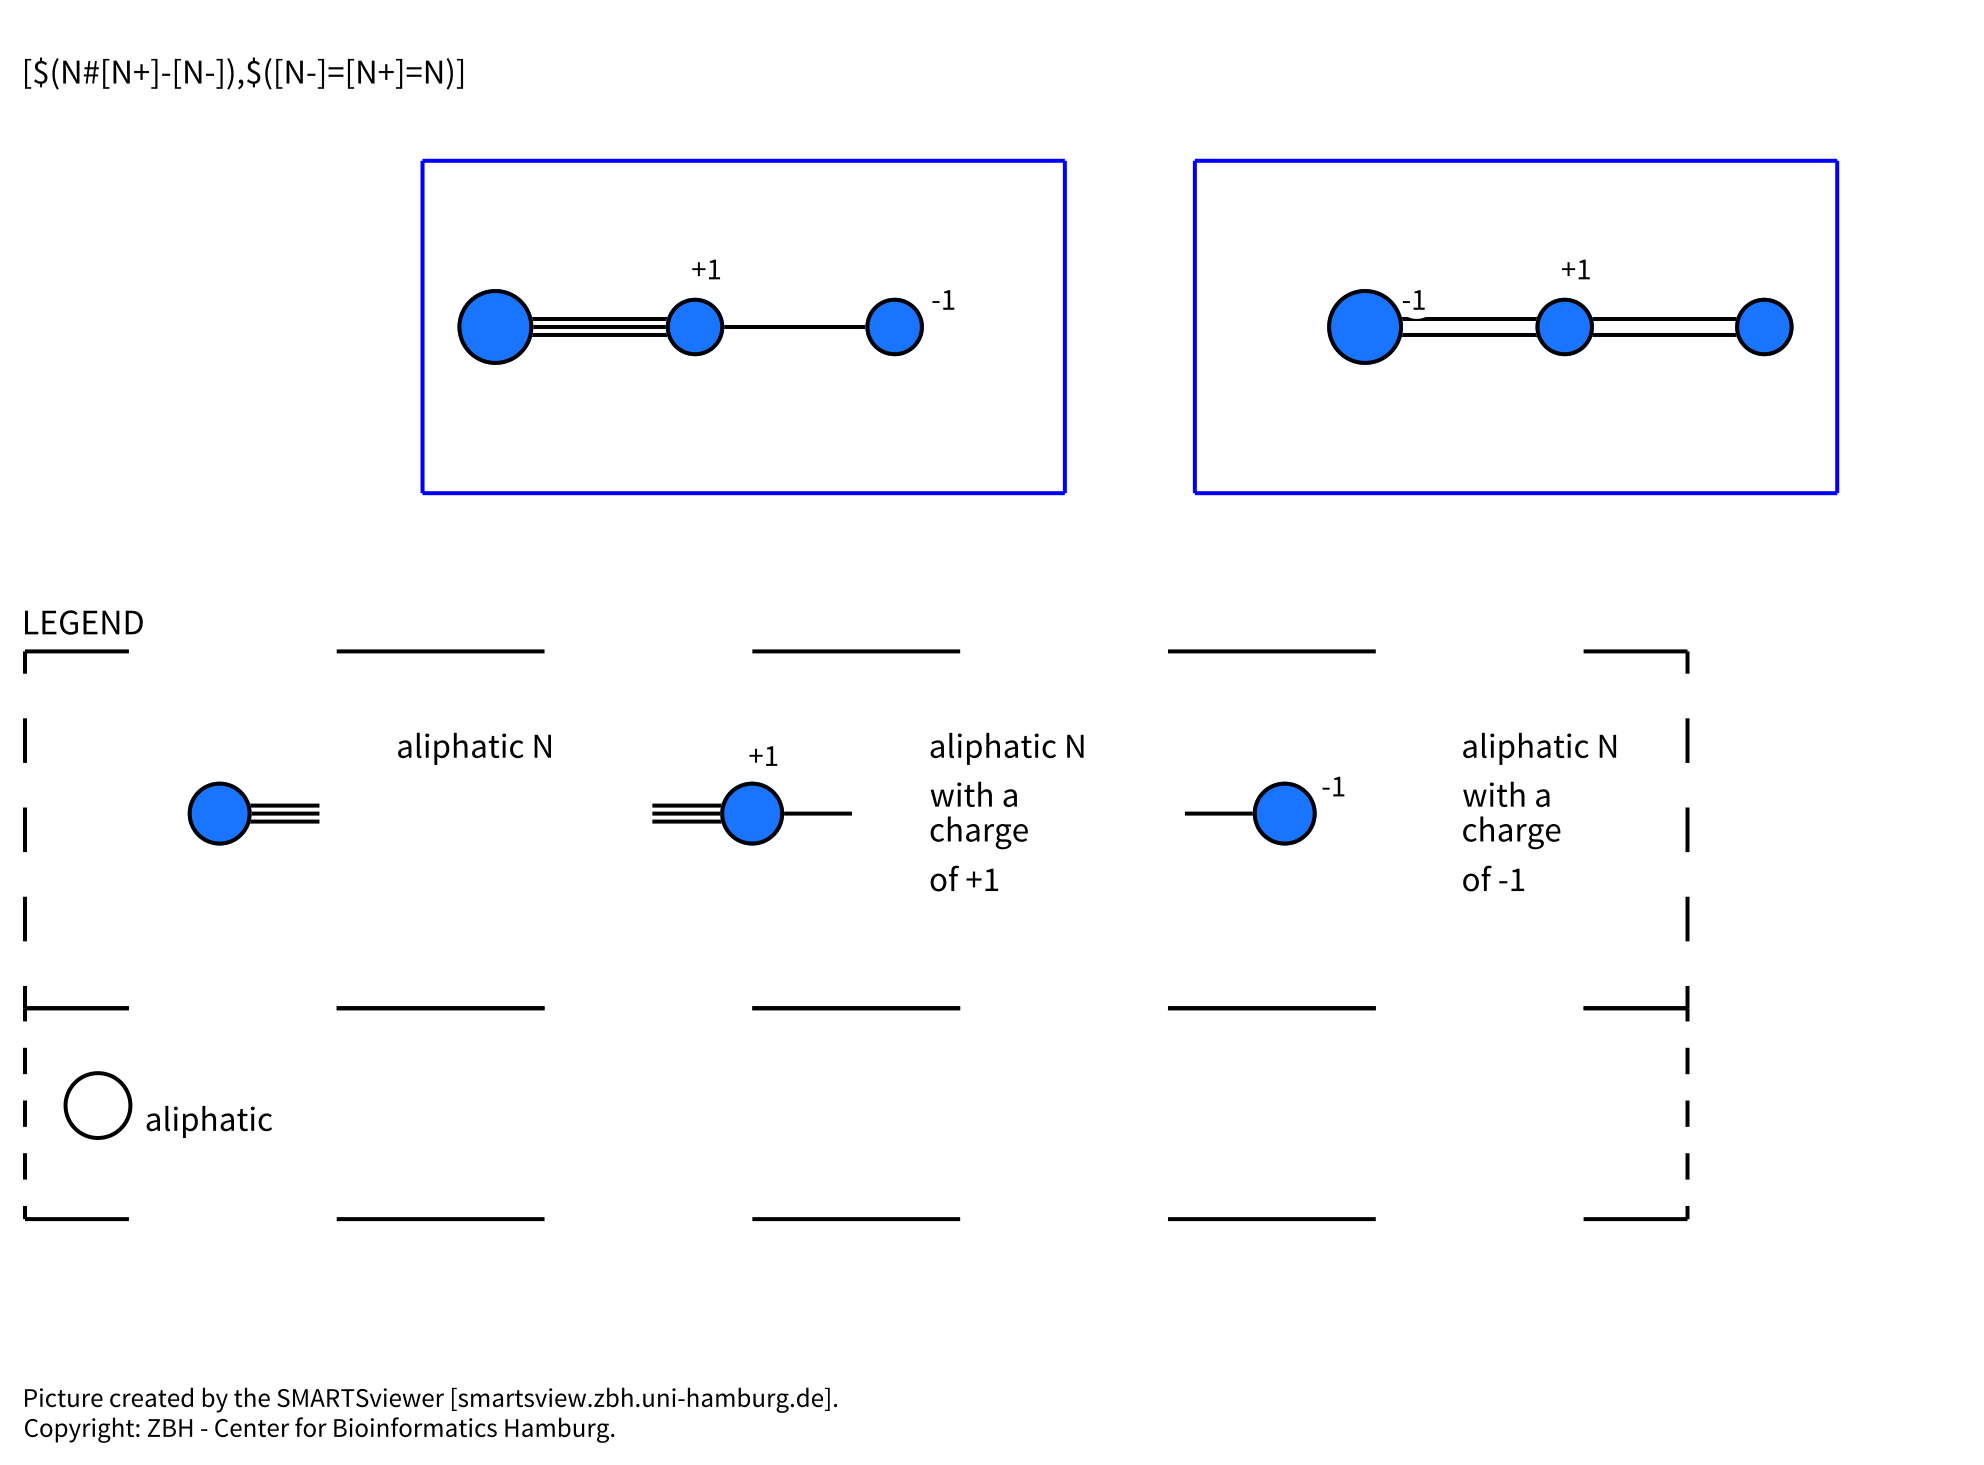 [$(N#[N+]-[N-]),$([N-]=[N+]=N)]
+1
-1
-1
+1
LEGEND
aliphatic N
+1
aliphatic N
with a
charge
of +1
-1
aliphatic N
with a
charge
of -1
aliphatic
Picture created by the SMARTSviewer [smartsview.zbh.uni-hamburg.de].
Copyright: ZBH - Center for Bioinformatics Hamburg.